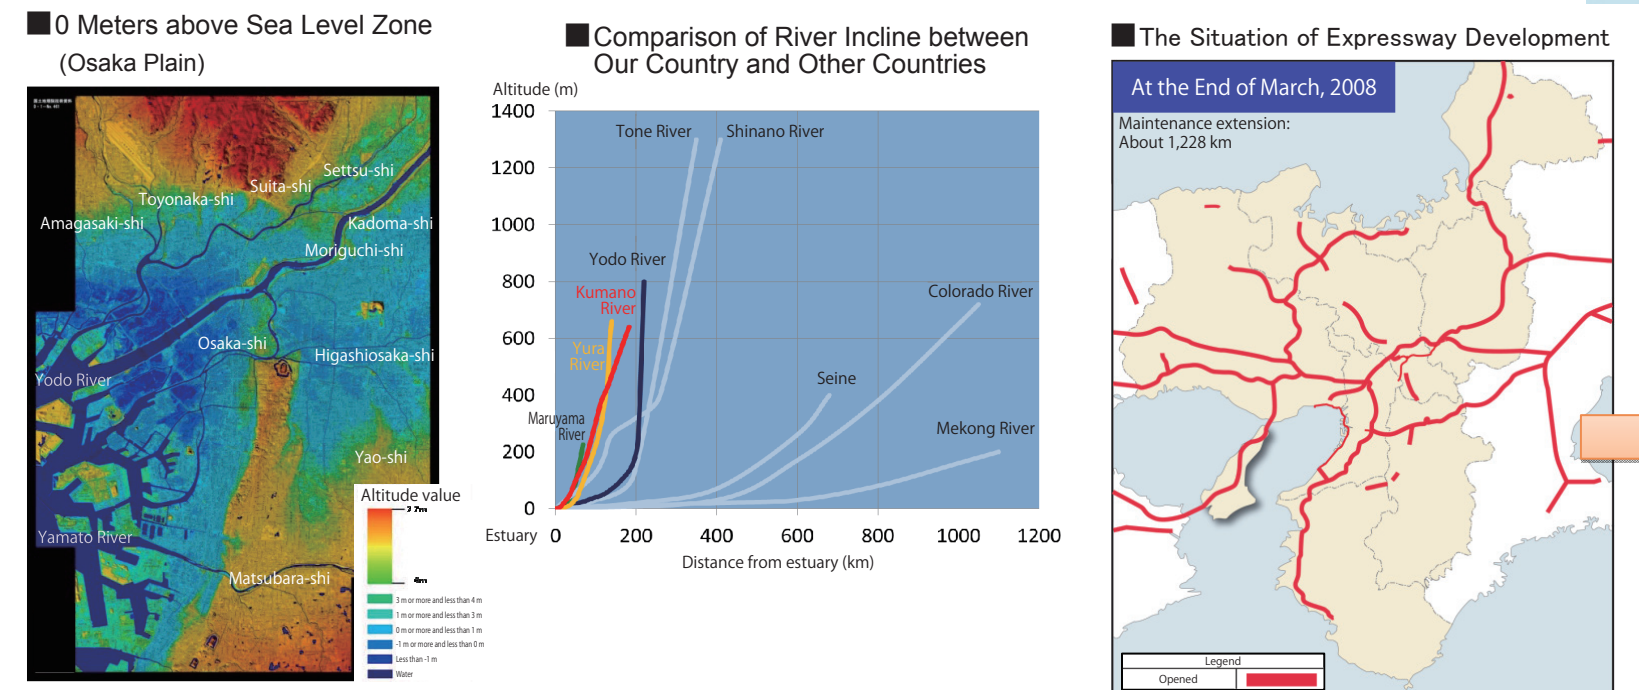 ■0 Meters above Sea Level Zone
(Osaka Plain)
Settsu-shi
Suita-shi
Toyonaka-shi
Amagasaki-shi
Kadoma-shi
Moriguchi-shi
Osaka-shi
Higashiosaka-shi
Yodo River
Yao-shi
Yamato River
Matsubara-shi
Altitude value
4m
3 m or more and less than 4 m
1 m or more and less than 3 m
0 m or more and less than 1 m
-1 m or more and less than 0 m
Less than -1 m
Water
■Comparison of River Incline between
Our Country and Other Countries
Altitude (m)
1400
1200
1000
800
600
400
200
0
Tone River
Shinano River
Yodo River
Kumano
River
Colorado River
Yura
River
Seine
Maruyama
River
Mekong River
Estuary
0
200
400
600
800
1000
1200
Distance from estuary (km)
■The Situation of Expressway Development
At the End of March, 2008
Maintenance extension:
About 1,228 km
Legend
Opened